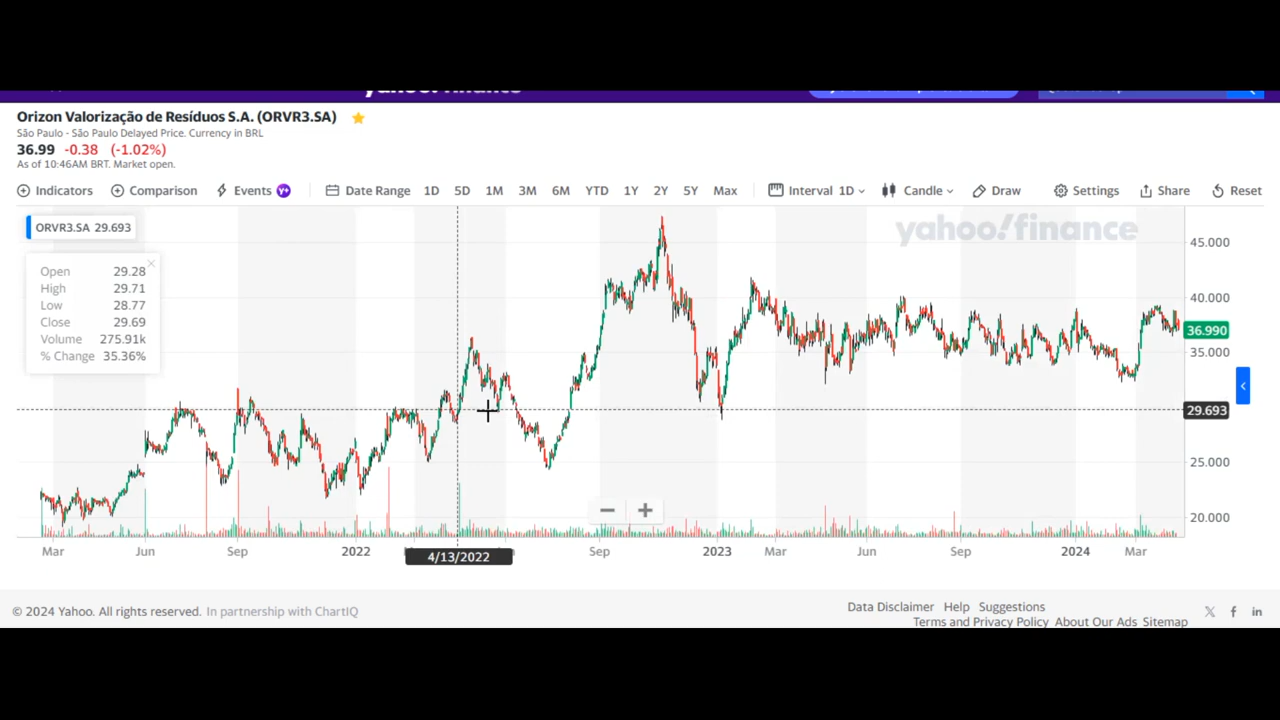 yahoo! finance
Orizon Valorização de Resíduos S.A. (ORVR3.SA)
São Paulo - São Paulo Delayed Price. Currency in BRL
36.99 -0.38 (-1.02%)
As of 10:46AM BRT. Market open.
Indicators Comparison Events Y+ Date Range 1D 5D 1M 3M 6M YTD 1Y 2Y 5Y Max Interval 1D Candle Draw Settings Share Reset
ORVR3.SA 29.693
yahoo!finance
Open 29.28
High 29.71
Low 28.77
Close 29.69
Volume 275.91k
% Change 35.36%
45.000
40.000
36.990
35.000
29.693
25.000
20.000
Mar Jun Sep 2022 Sep 2023 Mar Jun Sep 2024 Mar
4/13/2022
© 2024 Yahoo. All rights reserved. In partnership with ChartIQ
Data Disclaimer Help Suggestions
Terms and Privacy Policy About Our Ads Sitemap